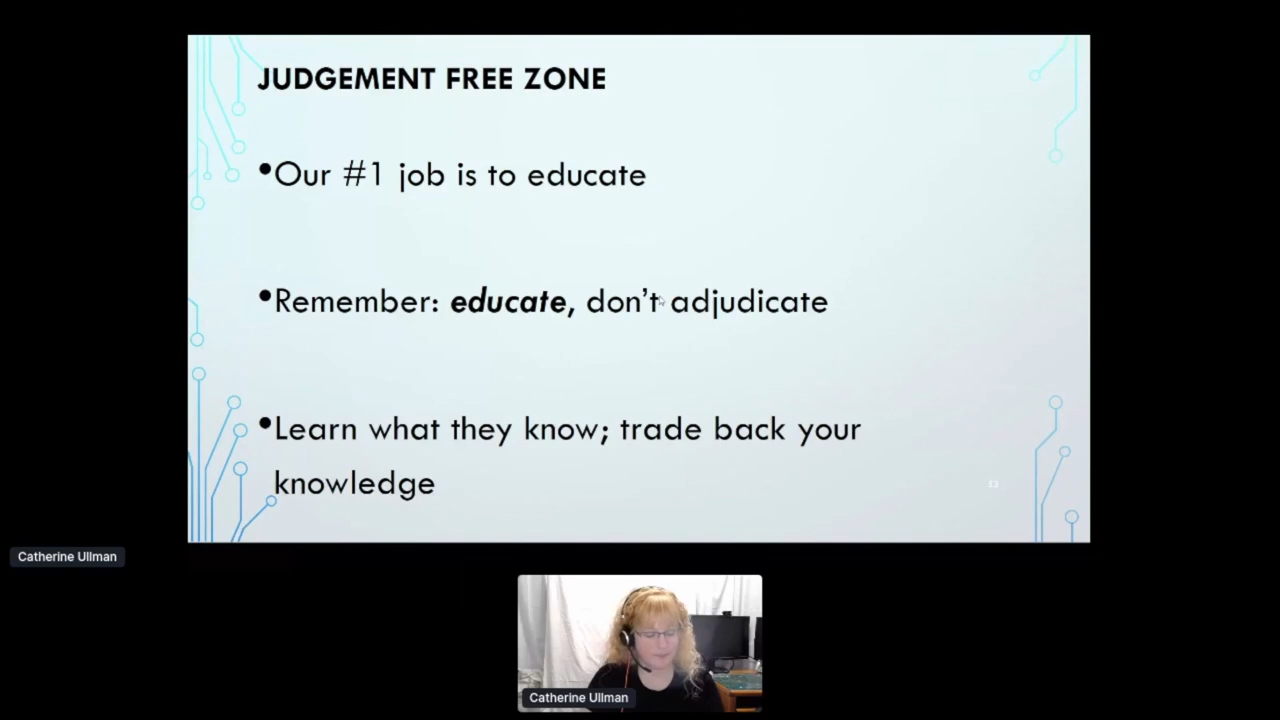 JUDGEMENT FREE ZONE
•Our #1 job is to educate
•Remember: educate, don't adjudicate
•Learn what they know; trade back your
knowledge
13
Catherine Ullman
Catherine Ullman